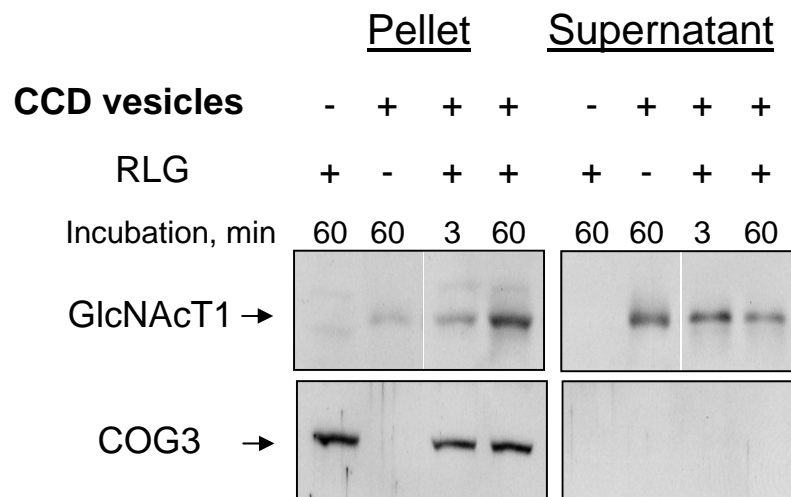 Pellet Supernatant
CCD vesicles - + + + - + + +
RLG + - + + + - + +
Incubation, min 60 60 3 60 60 60 3 60
GlcNAcT1
COG3